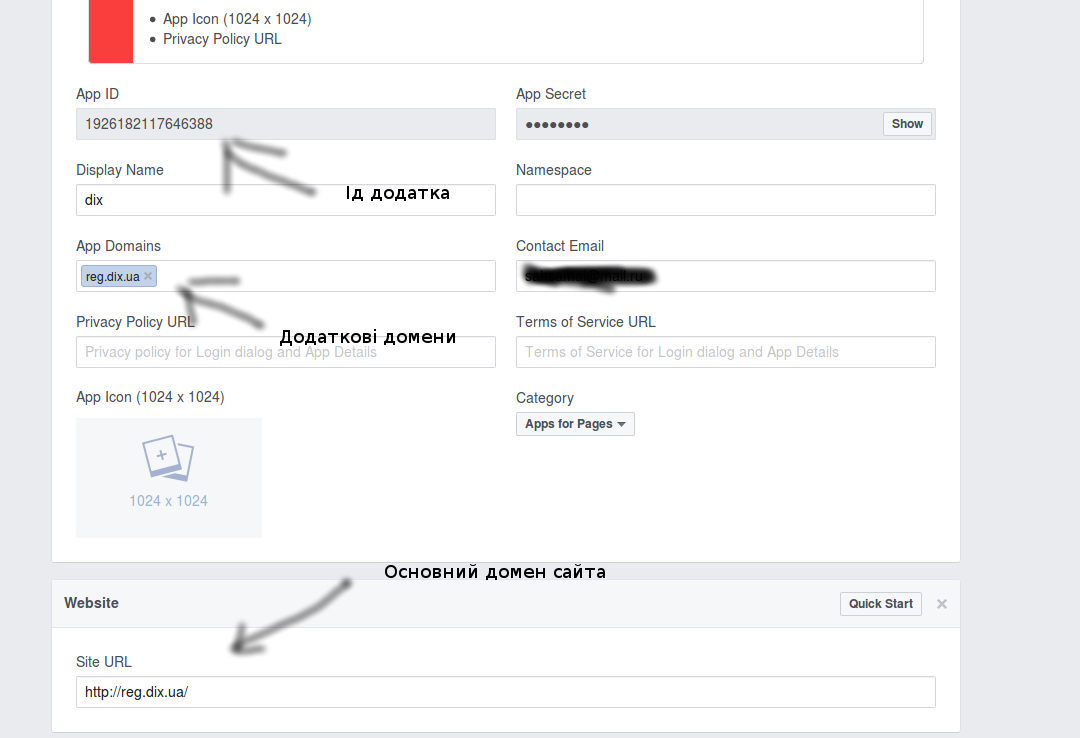 App Icon (1024 x 1024)
Privacy Policy URL
App ID
App Secret
1926182117646388
●●●●●●●●
Show
Display Name
Namespace
Ід додатка
dix
App Domains
Contact Email
reg.dix.ua ×
Privacy Policy URL
Terms of Service URL
Додаткові домени
Privacy policy for Login dialog and App Details
Terms of Service for Login dialog and App Details
App Icon (1024 x 1024)
Category
Apps for Pages
1024 x 1024
Основний домен сайта
Website
Quick Start
×
Site URL
http://reg.dix.ua/